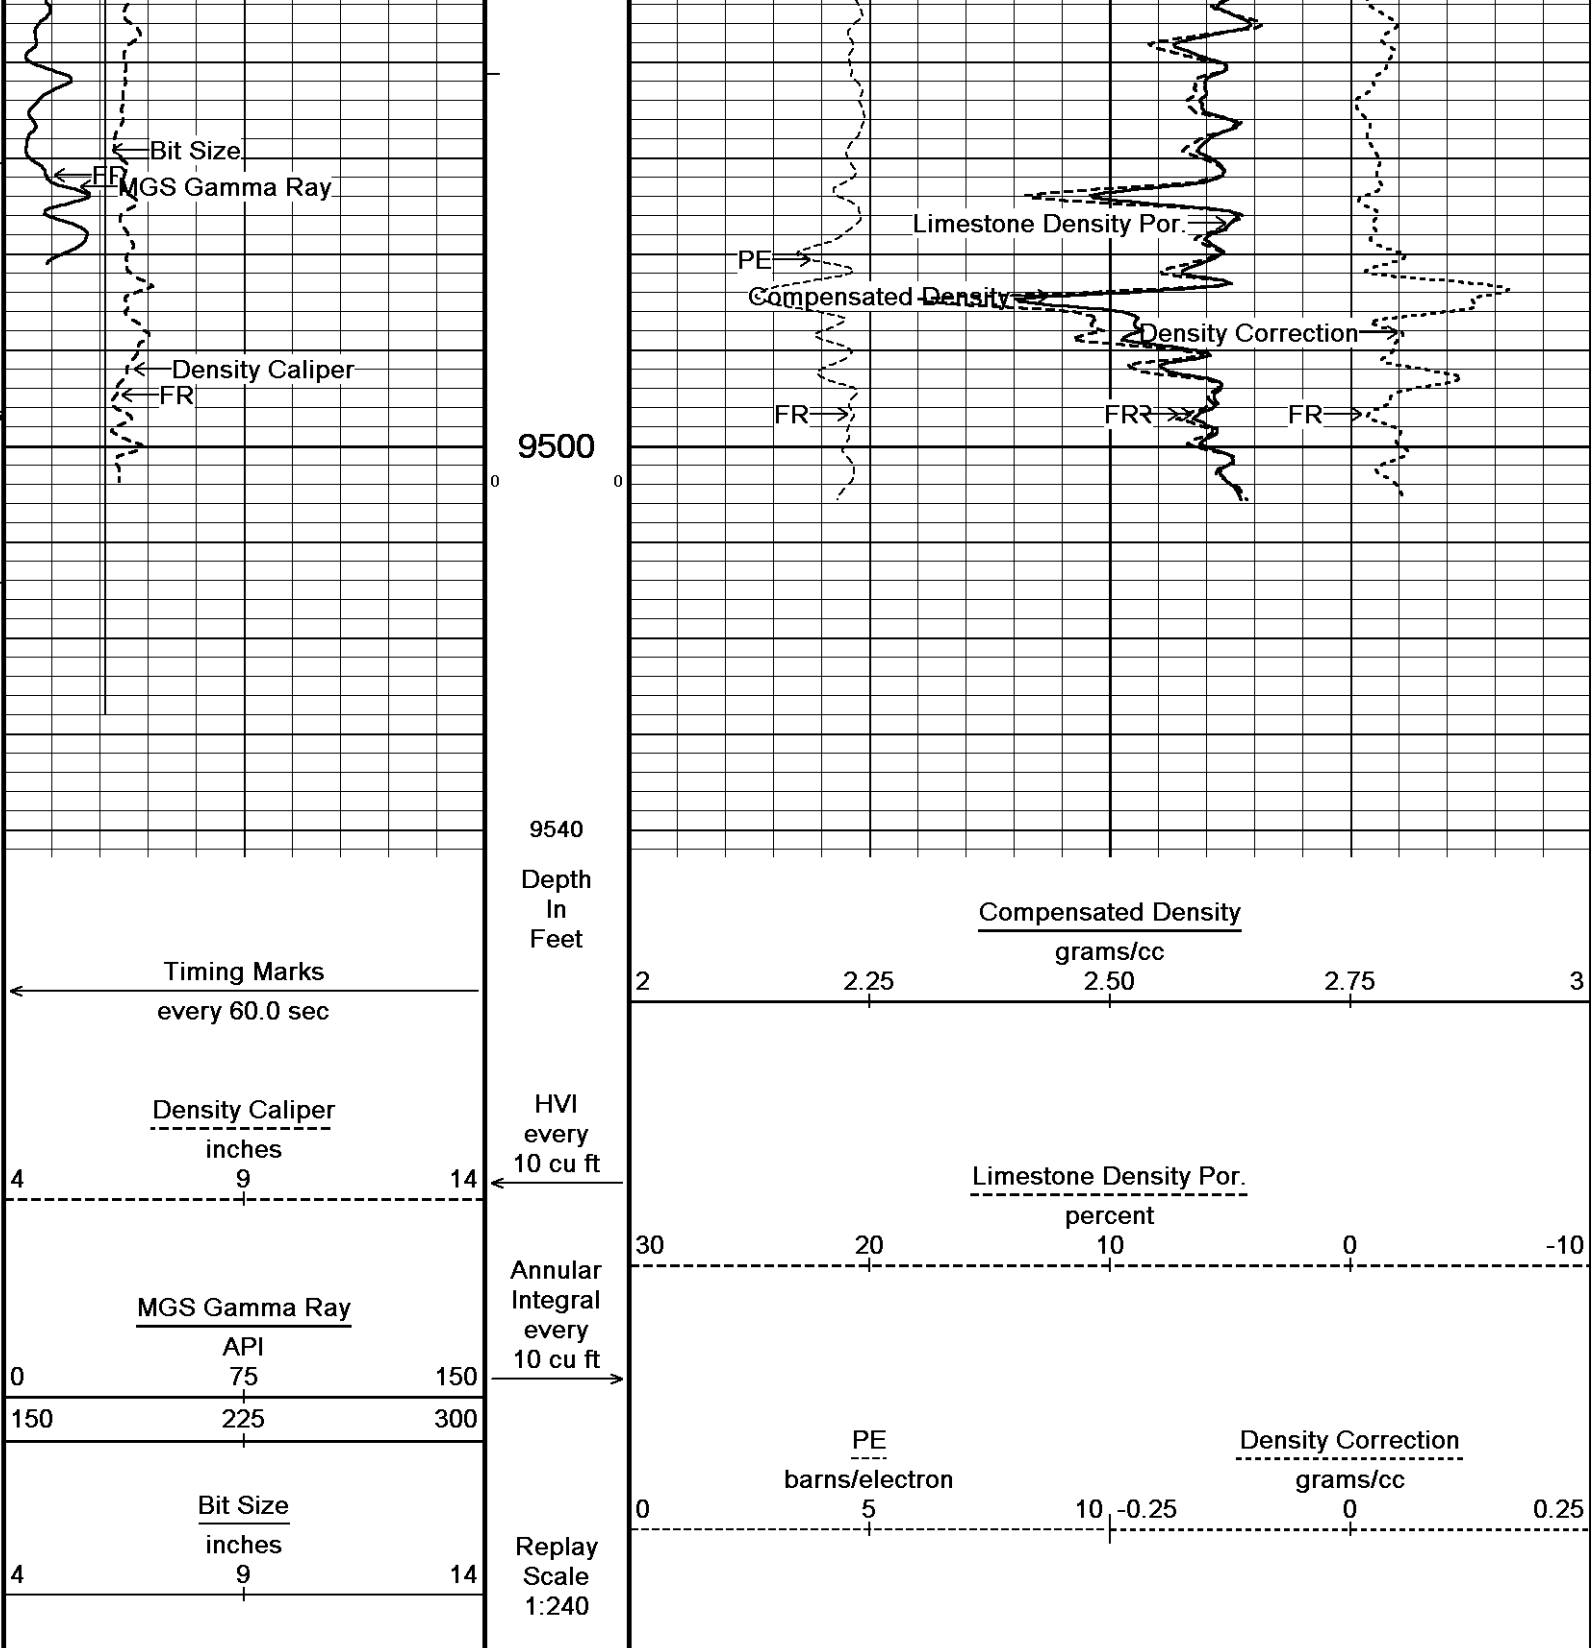 Bit Size
FR
MGS Gamma Ray
Limestone Density Por.
PE
Compensated Density
Density Correction
Density Caliper
FR
FR
FR
FR
9500
0 0
9540
Depth
In
Feet
Timing Marks
every 60.0 sec
Density Caliper
inches
4 9 14
MGS Gamma Ray
API
0 75 150
150 225 300
Bit Size
inches
4 9 14
HVI
every
10 cu ft
Annular
Integral
every
10 cu ft
Replay
Scale
1:240
Compensated Density
grams/cc
2 2.25 2.50 2.75 3
Limestone Density Por.
percent
30 20 10 0 -10
PE
barns/electron
0 5 10
Density Correction
grams/cc
-0.25 0 0.25